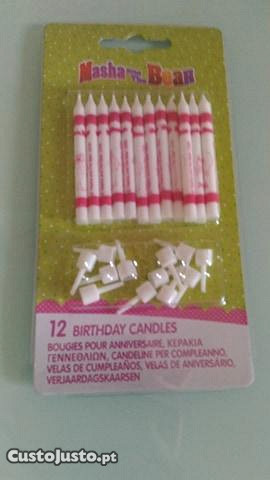 Masha and The Bear
12 BIRTHDAY CANDLES
BOUGIES POUR ANNIVERSAIRE, ΚΕΡΑΚΙΑ
ΓΕΝΝΕΘΛΙΩΝ, CANDELINE PER COMPLEANNO,
VELAS DE CUMPLEAÑOS, VELAS DE ANIVERSÁRIO,
VERJAARDAGSKAARSEN
CustoJusto.pt